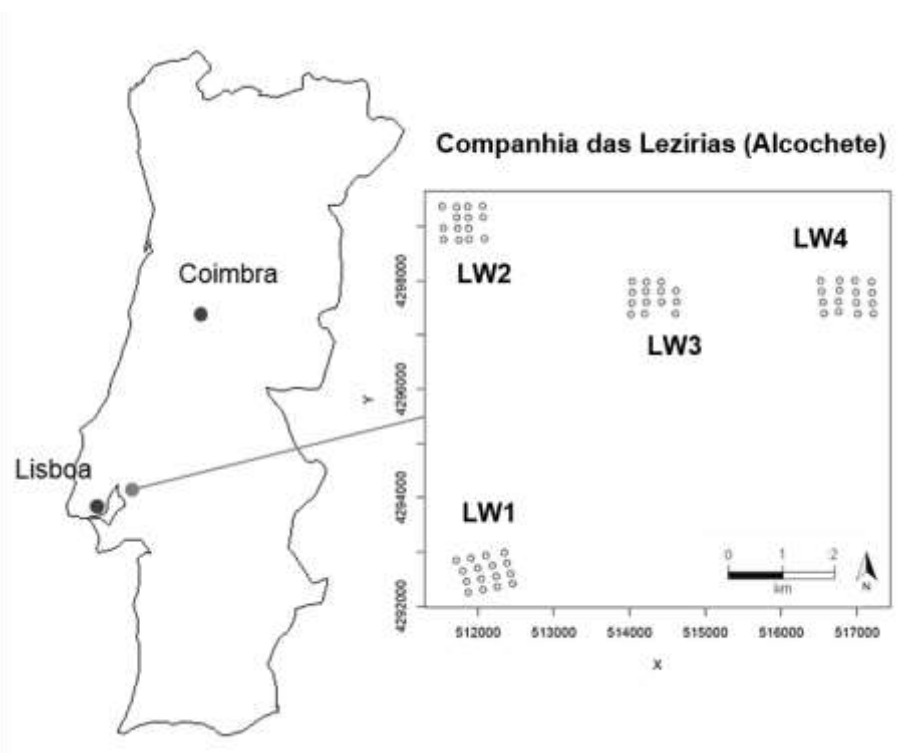 Companhia das Lezírias (Alcochete)
Coimbra
Lisboa
LW2
LW4
LW3
LW1
4298000
4296000
4294000
4292000
Y
0 1 2
km
N
512000 513000 514000 515000 516000 517000
X